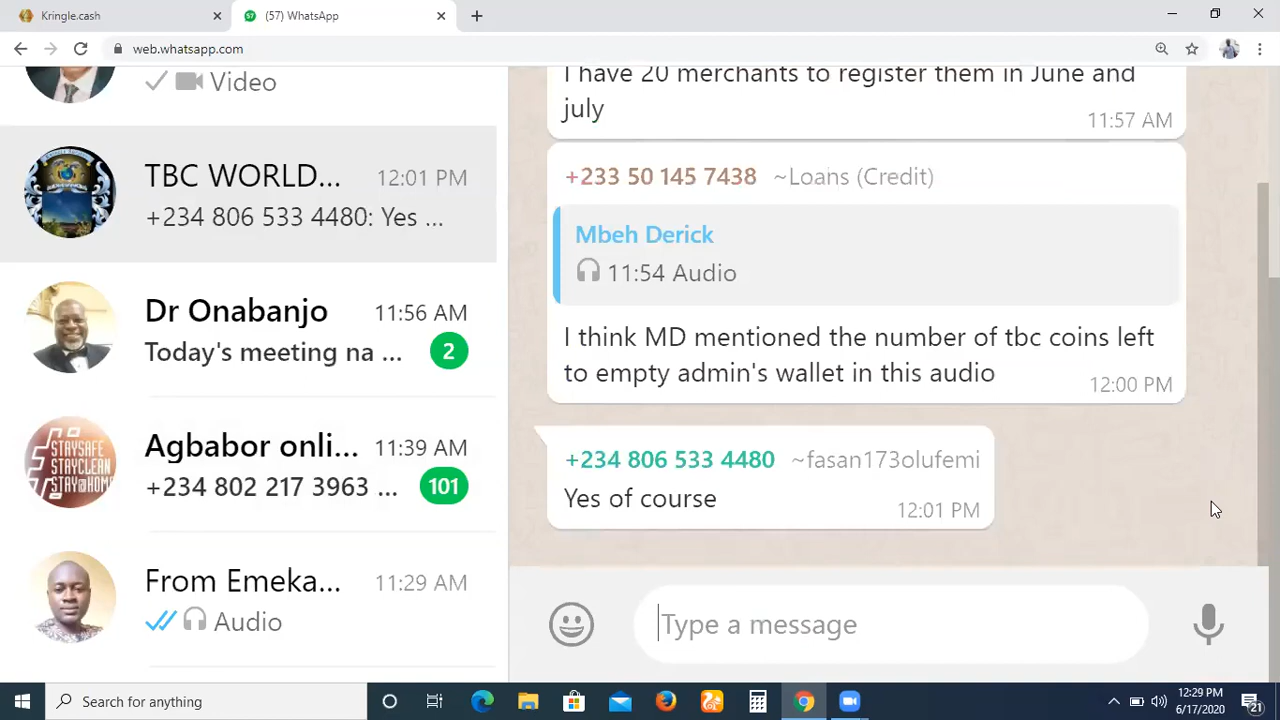 Kringle.cash
(57) WhatsApp
web.whatsapp.com
Video
TBC WORLD... 12:01 PM
+234 806 533 4480: Yes ...
Dr Onabanjo 11:56 AM
Today's meeting na ... 2
Agbabor onli... 11:39 AM
+234 802 217 3963 ... 101
STAYSAFE
STAYCLEAN
From Emeka... 11:29 AM
Audio
I have 20 merchants to register them in June and
july
11:57 AM
+233 50 145 7438 ~Loans (Credit)
Mbeh Derick
11:54 Audio
I think MD mentioned the number of tbc coins left
to empty admin's wallet in this audio
12:00 PM
+234 806 533 4480 ~fasan173olufemi
Yes of course
12:01 PM
Type a message
Search for anything
12:29 PM
6/17/2020
21